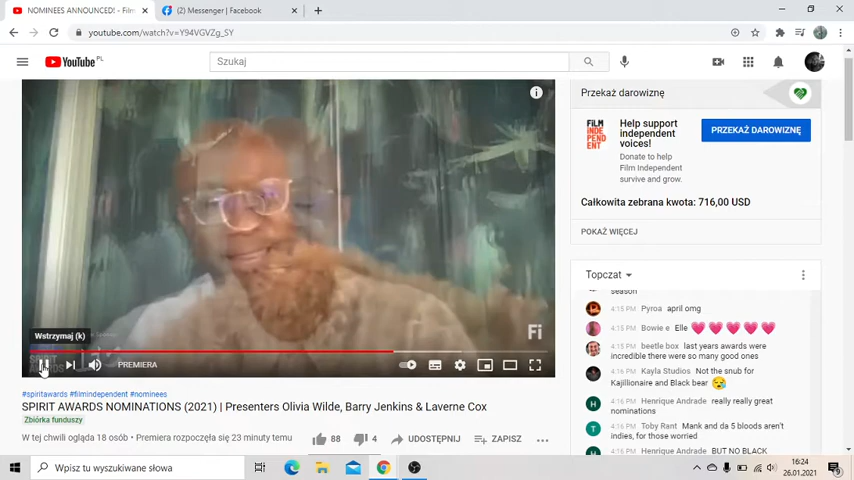 NOMINEES ANNOUNCED! - F
(2) Messenger | Facebook
youtube.com/watch?v=Y94VGVZg_SY
YouTube PL
Szukaj
Przekaż darowiznę
FiLM INDEPENDENT
Help support
independent
voices!
Donate to help
Film Independent
survive and grow.
PRZEKAŻ DAROWIZNĘ
Całkowita zebrana kwota: 716,00 USD
POKAŻ WIĘCEJ
Topczat
season
4:15 PM Pyroa april omg
4:15 PM Bowie e Elle
4:15 PM beetle box last years awards were
incredible there were so many good ones
4:16 PM Kayla Studios Not the snub for
Kajillionaire and Black bear
4:16 PM Henrique Andrade really really great
nominations
4:16 PM Toby Rant Mank and da 5 bloods aren't
indies, for those worried
4:16 PM Henrique Andrade BUT NO BLACK
Fi
Wstrzymaj (k)
SPIRIT
AWARDS
PREMIERA
#spiritawards #filmindependent #nominees
SPIRIT AWARDS NOMINATIONS (2021) | Presenters Olivia Wilde, Barry Jenkins & Laverne Cox
Zbiórka funduszy
W tej chwili ogląda 18 osób • Premiera rozpoczęła się 23 minuty temu
88
4
UDOSTĘPNIJ
ZAPISZ
Wpisz tu wyszukiwane słowa
16:24
26.01.2021